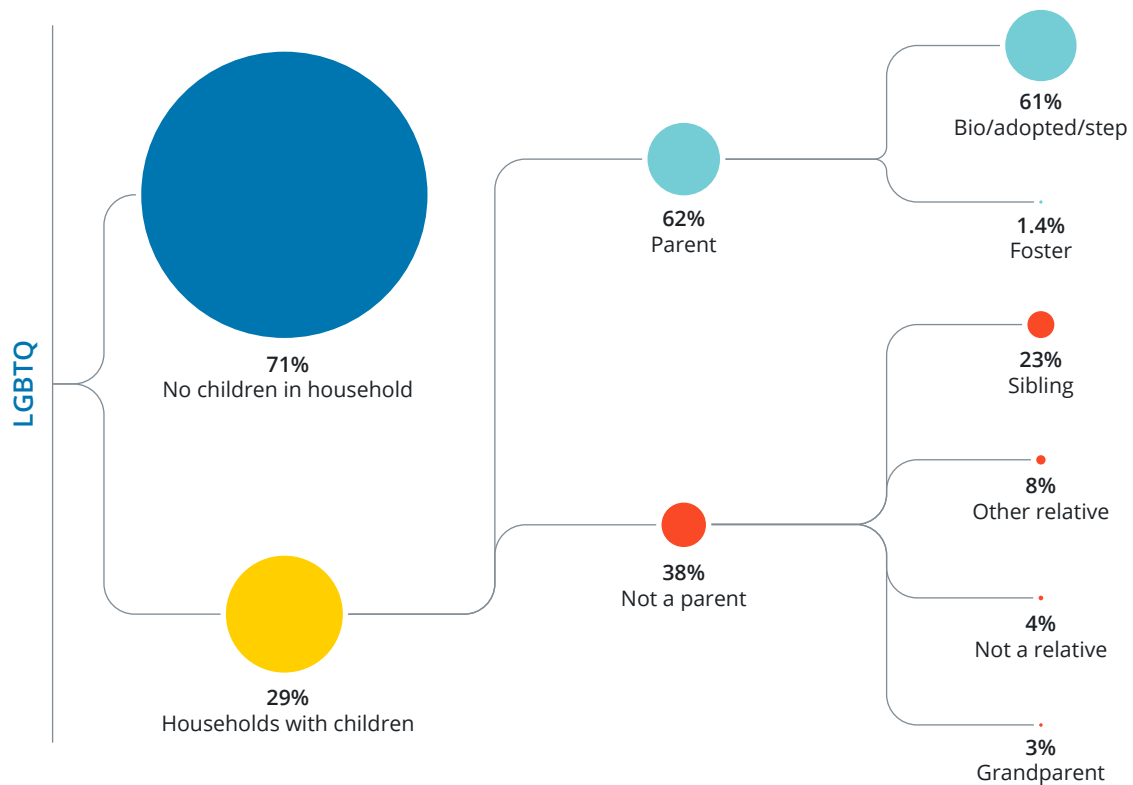 LGBTQ
71%
No children in household
29%
Households with children
62%
Parent
38%
Not a parent
61%
Bio/adopted/step
1.4%
Foster
23%
Sibling
8%
Other relative
4%
Not a relative
3%
Grandparent